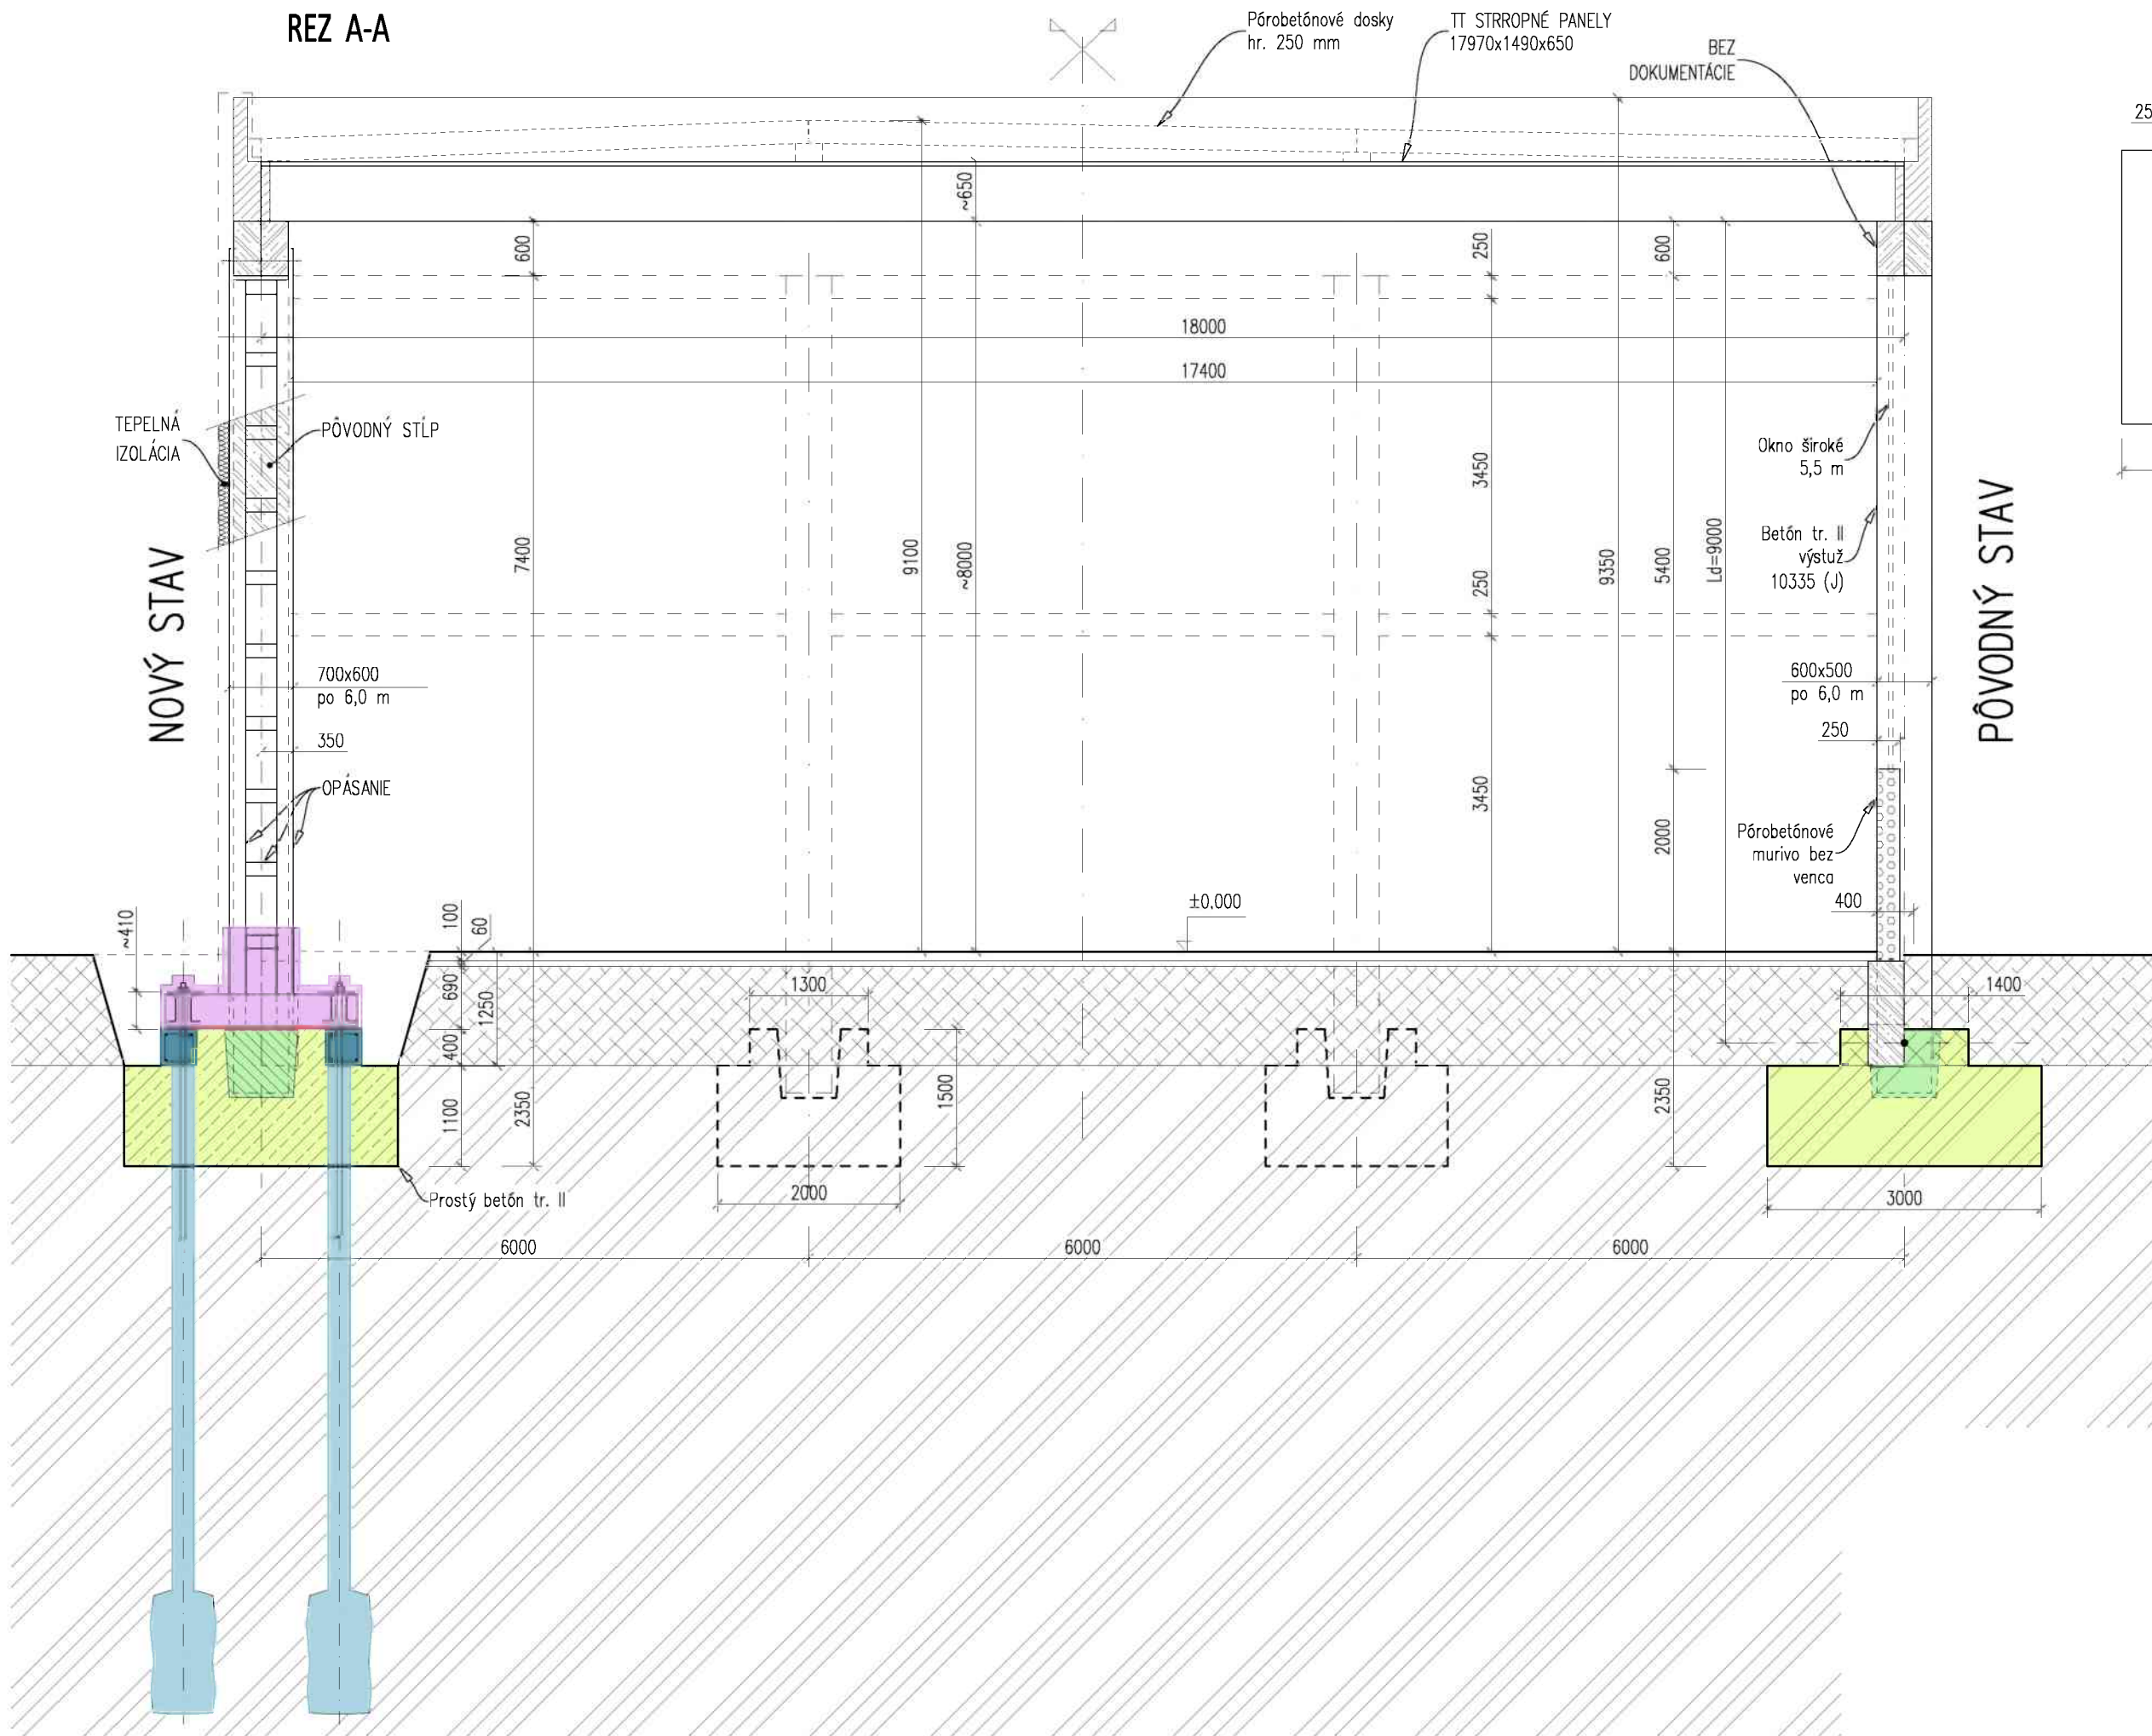 REZ A-A
Pórobetónové dosky
hr. 250 mm
TT STRROPNÉ PANELY
17970x1490x650
BEZ
DOKUMENTÁCIE
25
~650
600
250
600
18000
17400
TEPELNÁ
IZOLÁCIA
PÔVODNÝ STĹP
NOVÝ STAV
7400
9100
~8000
3450
250
3450
9350
5400
Ld=9000
Okno široké
5,5 m
Betón tr. II
výstuž
10335 (J)
PÔVODNÝ STAV
700x600
po 6,0 m
350
OPÁSANIE
600x500
po 6,0 m
250
2000
Pórobetónové
murivo bez
venca
400
~410
100
60
±0.000
690
1250
400
1100
2350
1300
1500
2000
1400
2350
3000
Prostý betón tr. II
6000
6000
6000